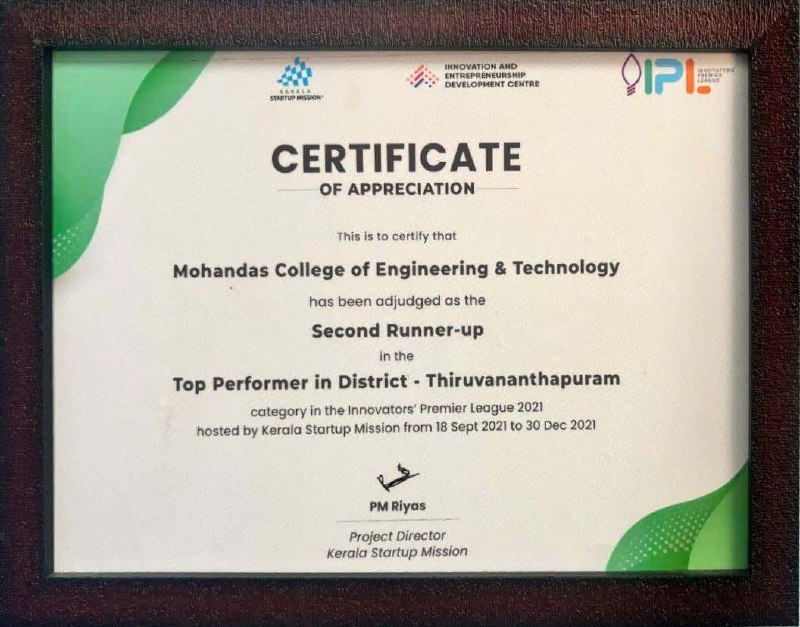 KERALA
STARTUP MISSION
INNOVATION AND
ENTREPRENEURSHIP
DEVELOPMENT CENTRE
IPL
INNOVATORS'
PREMIER
LEAGUE
CERTIFICATE
OF APPRECIATION
This is to certify that
Mohandas College of Engineering & Technology
has been adjudged as the
Second Runner-up
in the
Top Performer in District - Thiruvananthapuram
category in the Innovators' Premier League 2021
hosted by Kerala Startup Mission from 18 Sept 2021 to 30 Dec 2021
PM Riyas
Project Director
Kerala Startup Mission